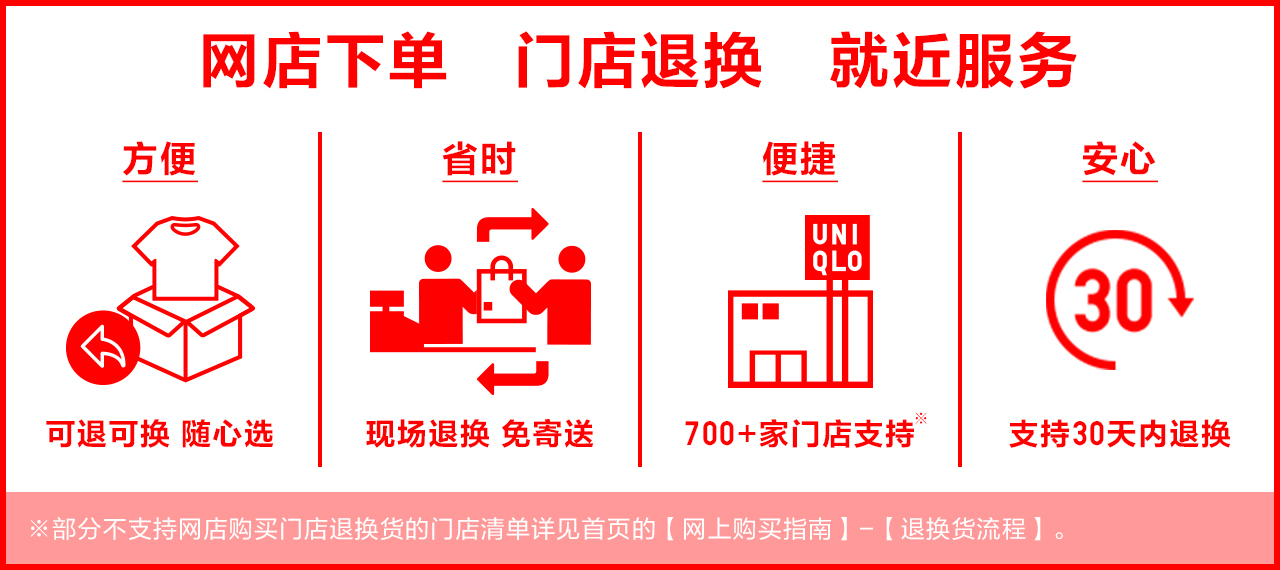 网店下单 门店退换 就近服务
方便
可退可换 随心选
省时
现场退换 免寄送
便捷
UNI
QLO
700+家门店支持※
安心
30
支持30天内退换
※部分不支持网店购买门店退换货的门店清单详见首页的【网上购买指南】–【退换货流程】。